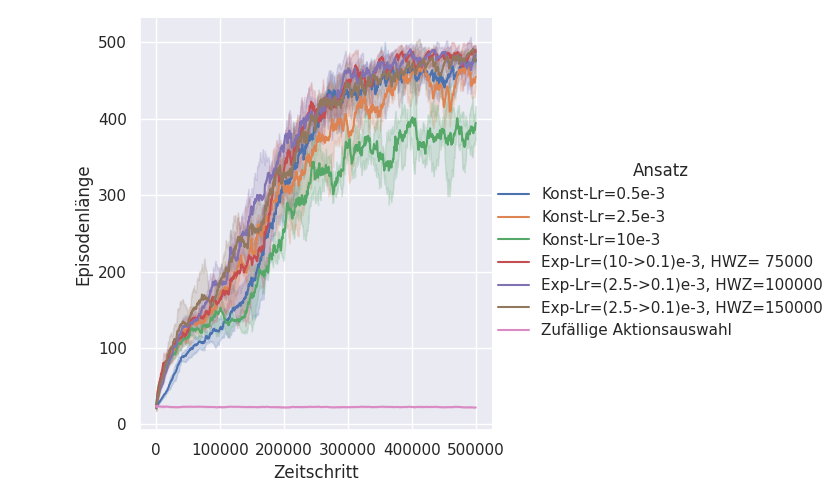 500
400
300
200
100
0
Episodenlänge
0 100000 200000 300000 400000 500000
Zeitschritt
Ansatz
Konst-Lr=0.5e-3
Konst-Lr=2.5e-3
Konst-Lr=10e-3
Exp-Lr=(10->0.1)e-3, HWZ= 75000
Exp-Lr=(2.5->0.1)e-3, HWZ=100000
Exp-Lr=(2.5->0.1)e-3, HWZ=150000
Zufällige Aktionsauswahl